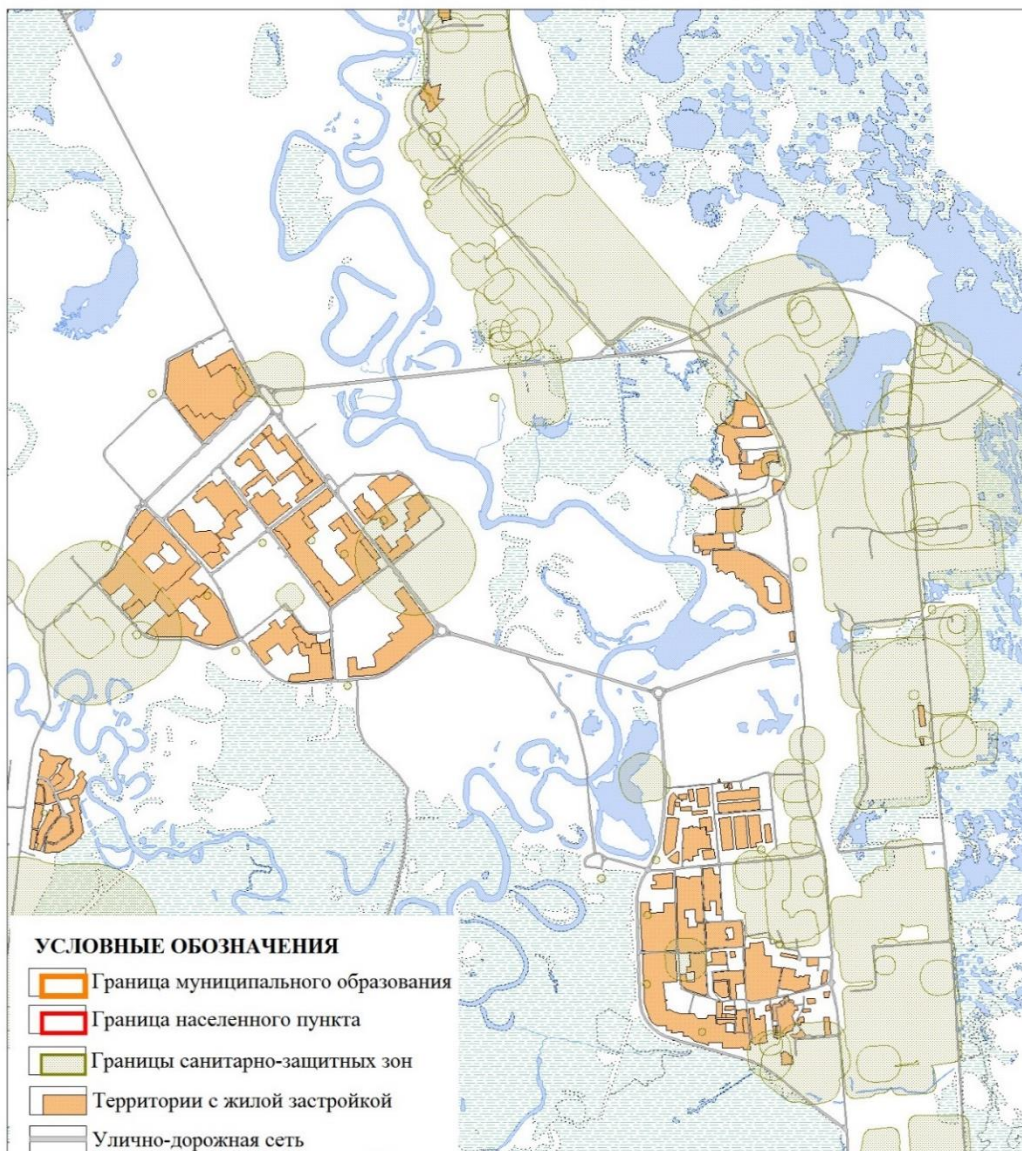 УСЛОВНЫЕ ОБОЗНАЧЕНИЯ
Граница муниципального образования
Граница населенного пункта
Границы санитарно-защитных зон
Территории с жилой застройкой
Улично-дорожная сеть